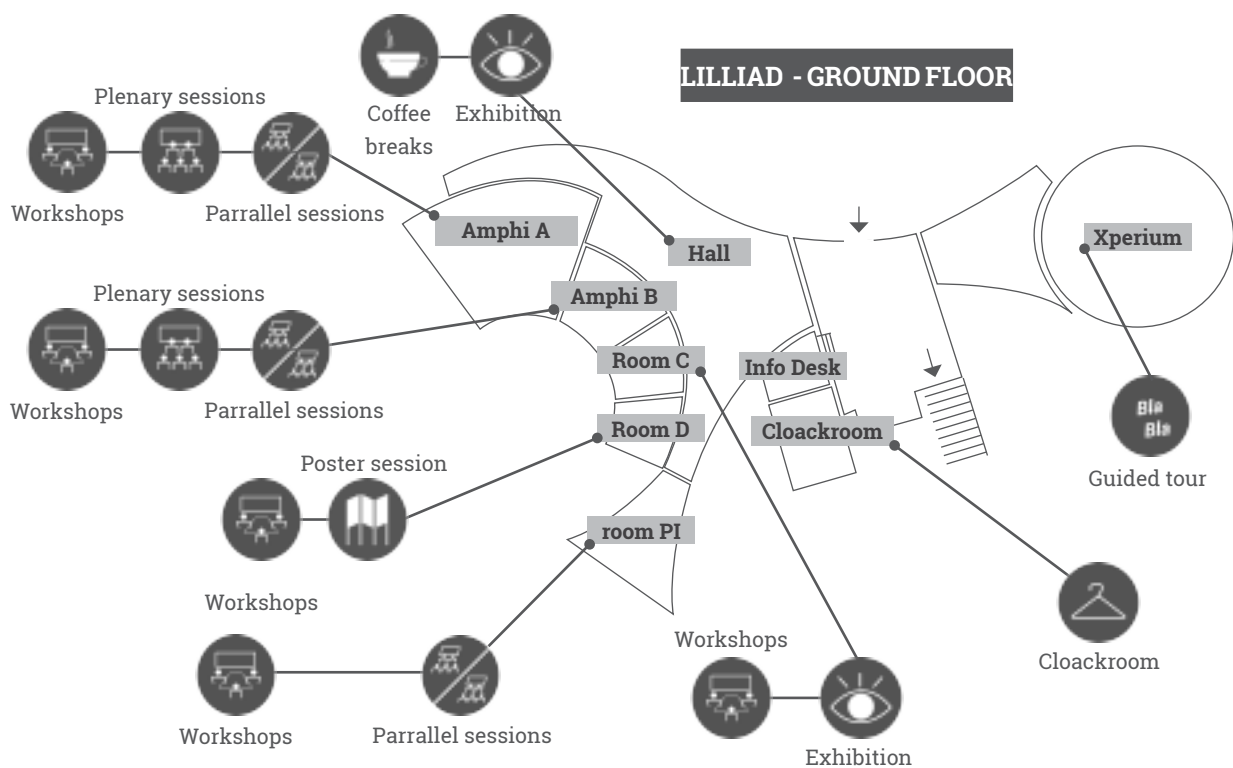 LILLIAD - GROUND FLOOR
Coffee
breaks
Exhibition
Plenary sessions
Workshops
Parrallel sessions
Amphi A
Hall
Xperium
Plenary sessions
Workshops
Parrallel sessions
Amphi B
Room C
Info Desk
Room D
Cloackroom
Bla
Bla
Guided tour
Poster session
Workshops
room PI
Workshops
Parrallel sessions
Workshops
Exhibition
Cloackroom